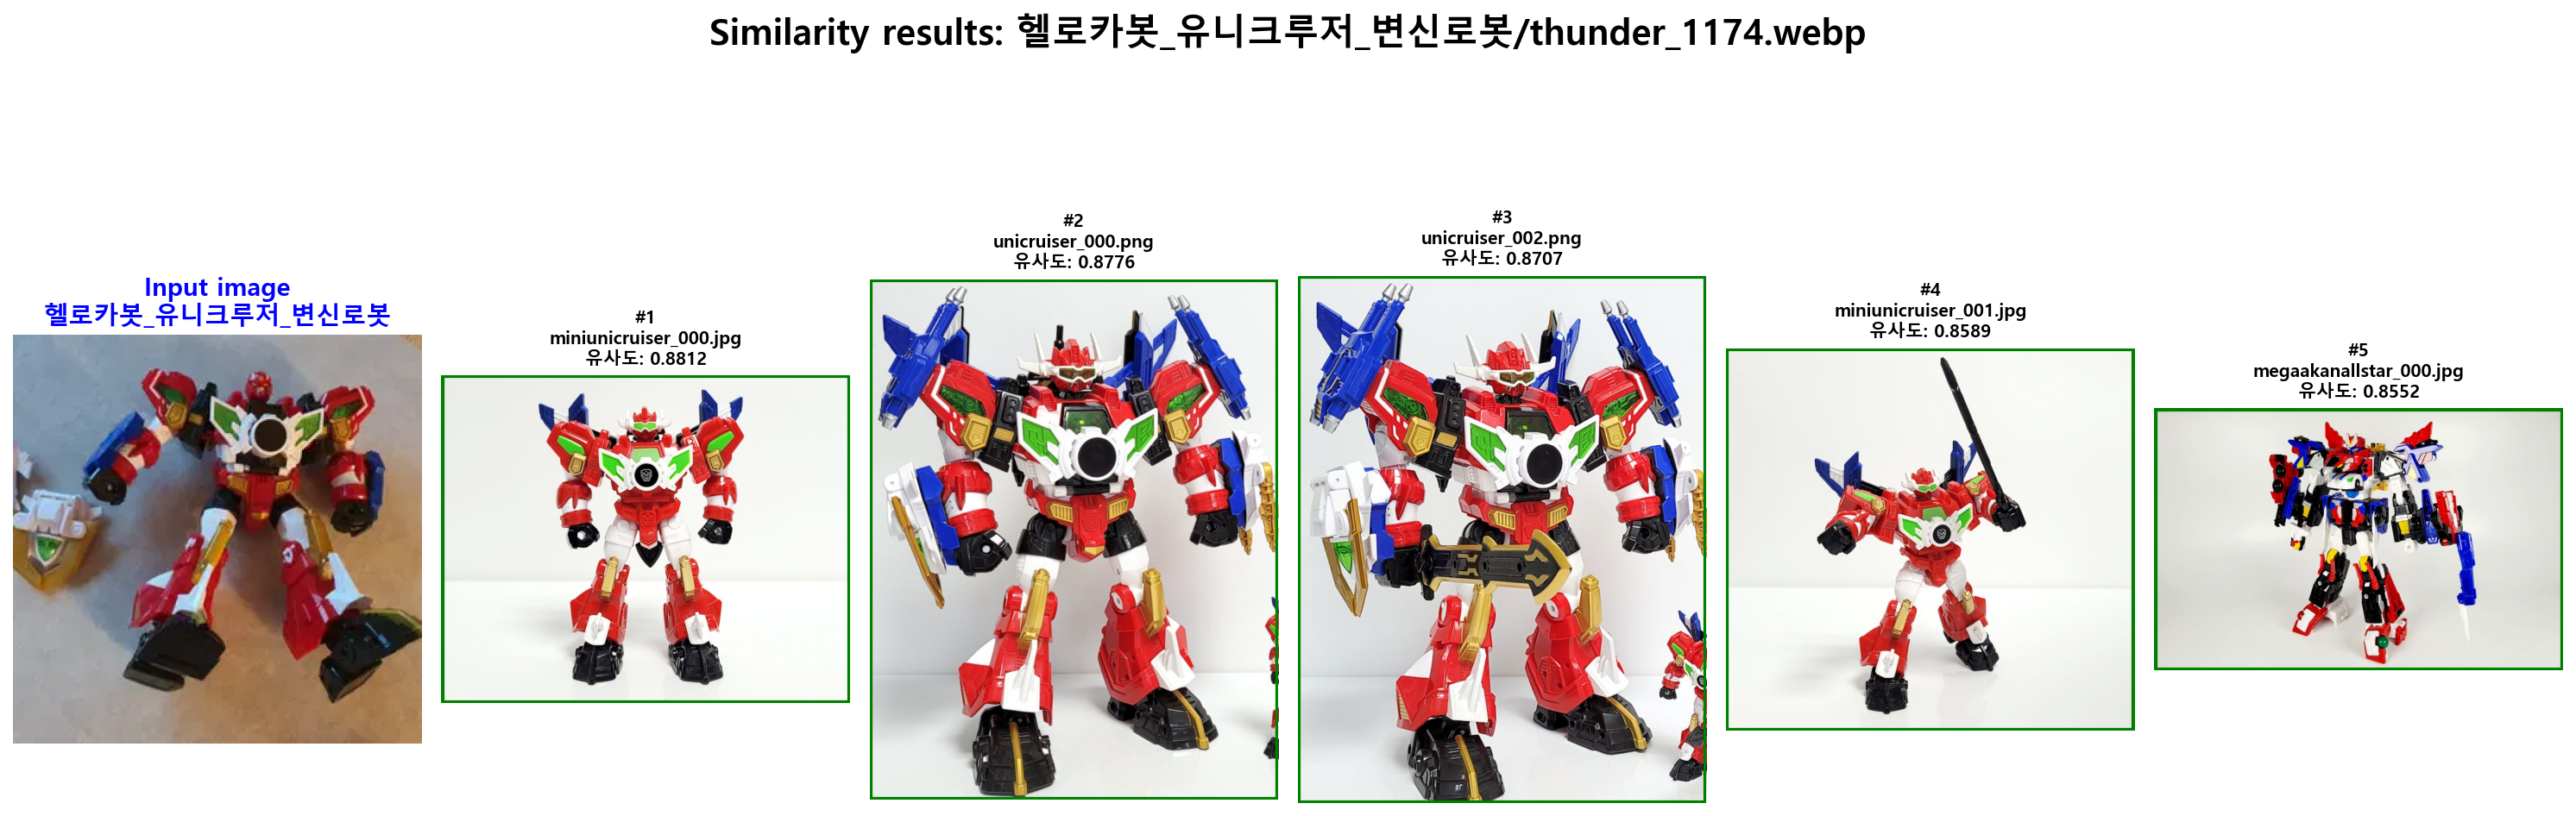 Similarity results: 헬로카봇_유니크루저_변신로봇/thunder_1174.webp
Input image
헬로카봇_유니크루저_변신로봇
#1
miniunicruiser_000.jpg
유사도: 0.8812
#2
unicruiser_000.png
유사도: 0.8776
#3
unicruiser_002.png
유사도: 0.8707
#4
miniunicruiser_001.jpg
유사도: 0.8589
#5
megaakanallstar_000.jpg
유사도: 0.8552